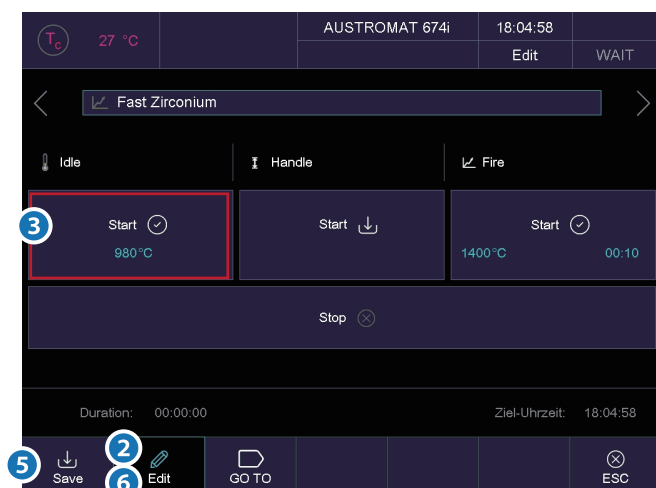 Tc 27 °C AUSTROMAT 674i 18:04:58
Edit WAIT
Fast Zirconium
Idle Handle Fire
3 Start Start Start
980°C 1400°C 00:10
Stop
Duration: 00:00:00 Ziel-Uhrzeit: 18:04:58
5 Save 2 6 Edit GO TO ESC